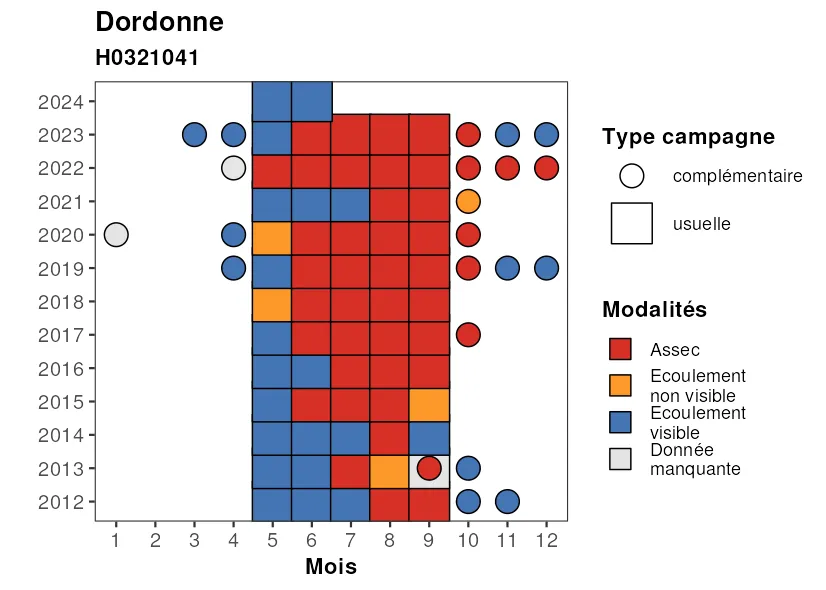 Dordonne
H0321041
2024
2023
2022
2021
2020
2019
2018
2017
2016
2015
2014
2013
2012
1 2 3 4 5 6 7 8 9 10 11 12
Mois
Type campagne
complémentaire
usuelle
Modalités
Assec
Ecoulement
non visible
Ecoulement
visible
Donnée
manquante